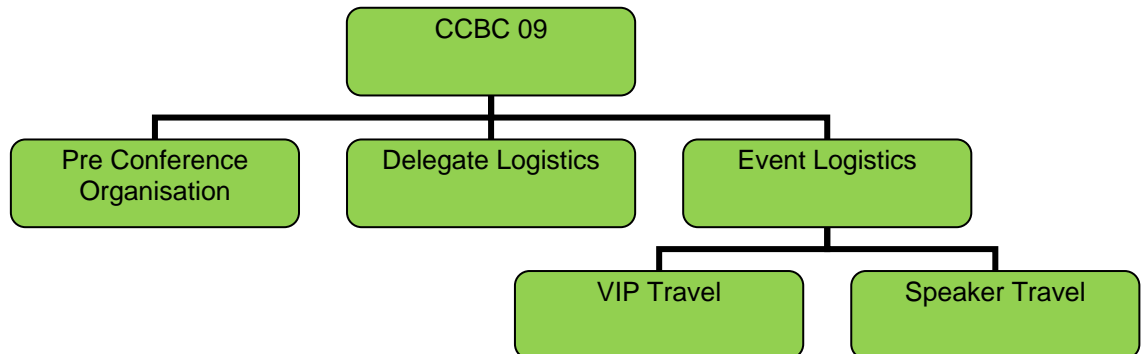 CCBC 09
Pre Conference
Organisation
Delegate Logistics
Event Logistics
VIP Travel
Speaker Travel